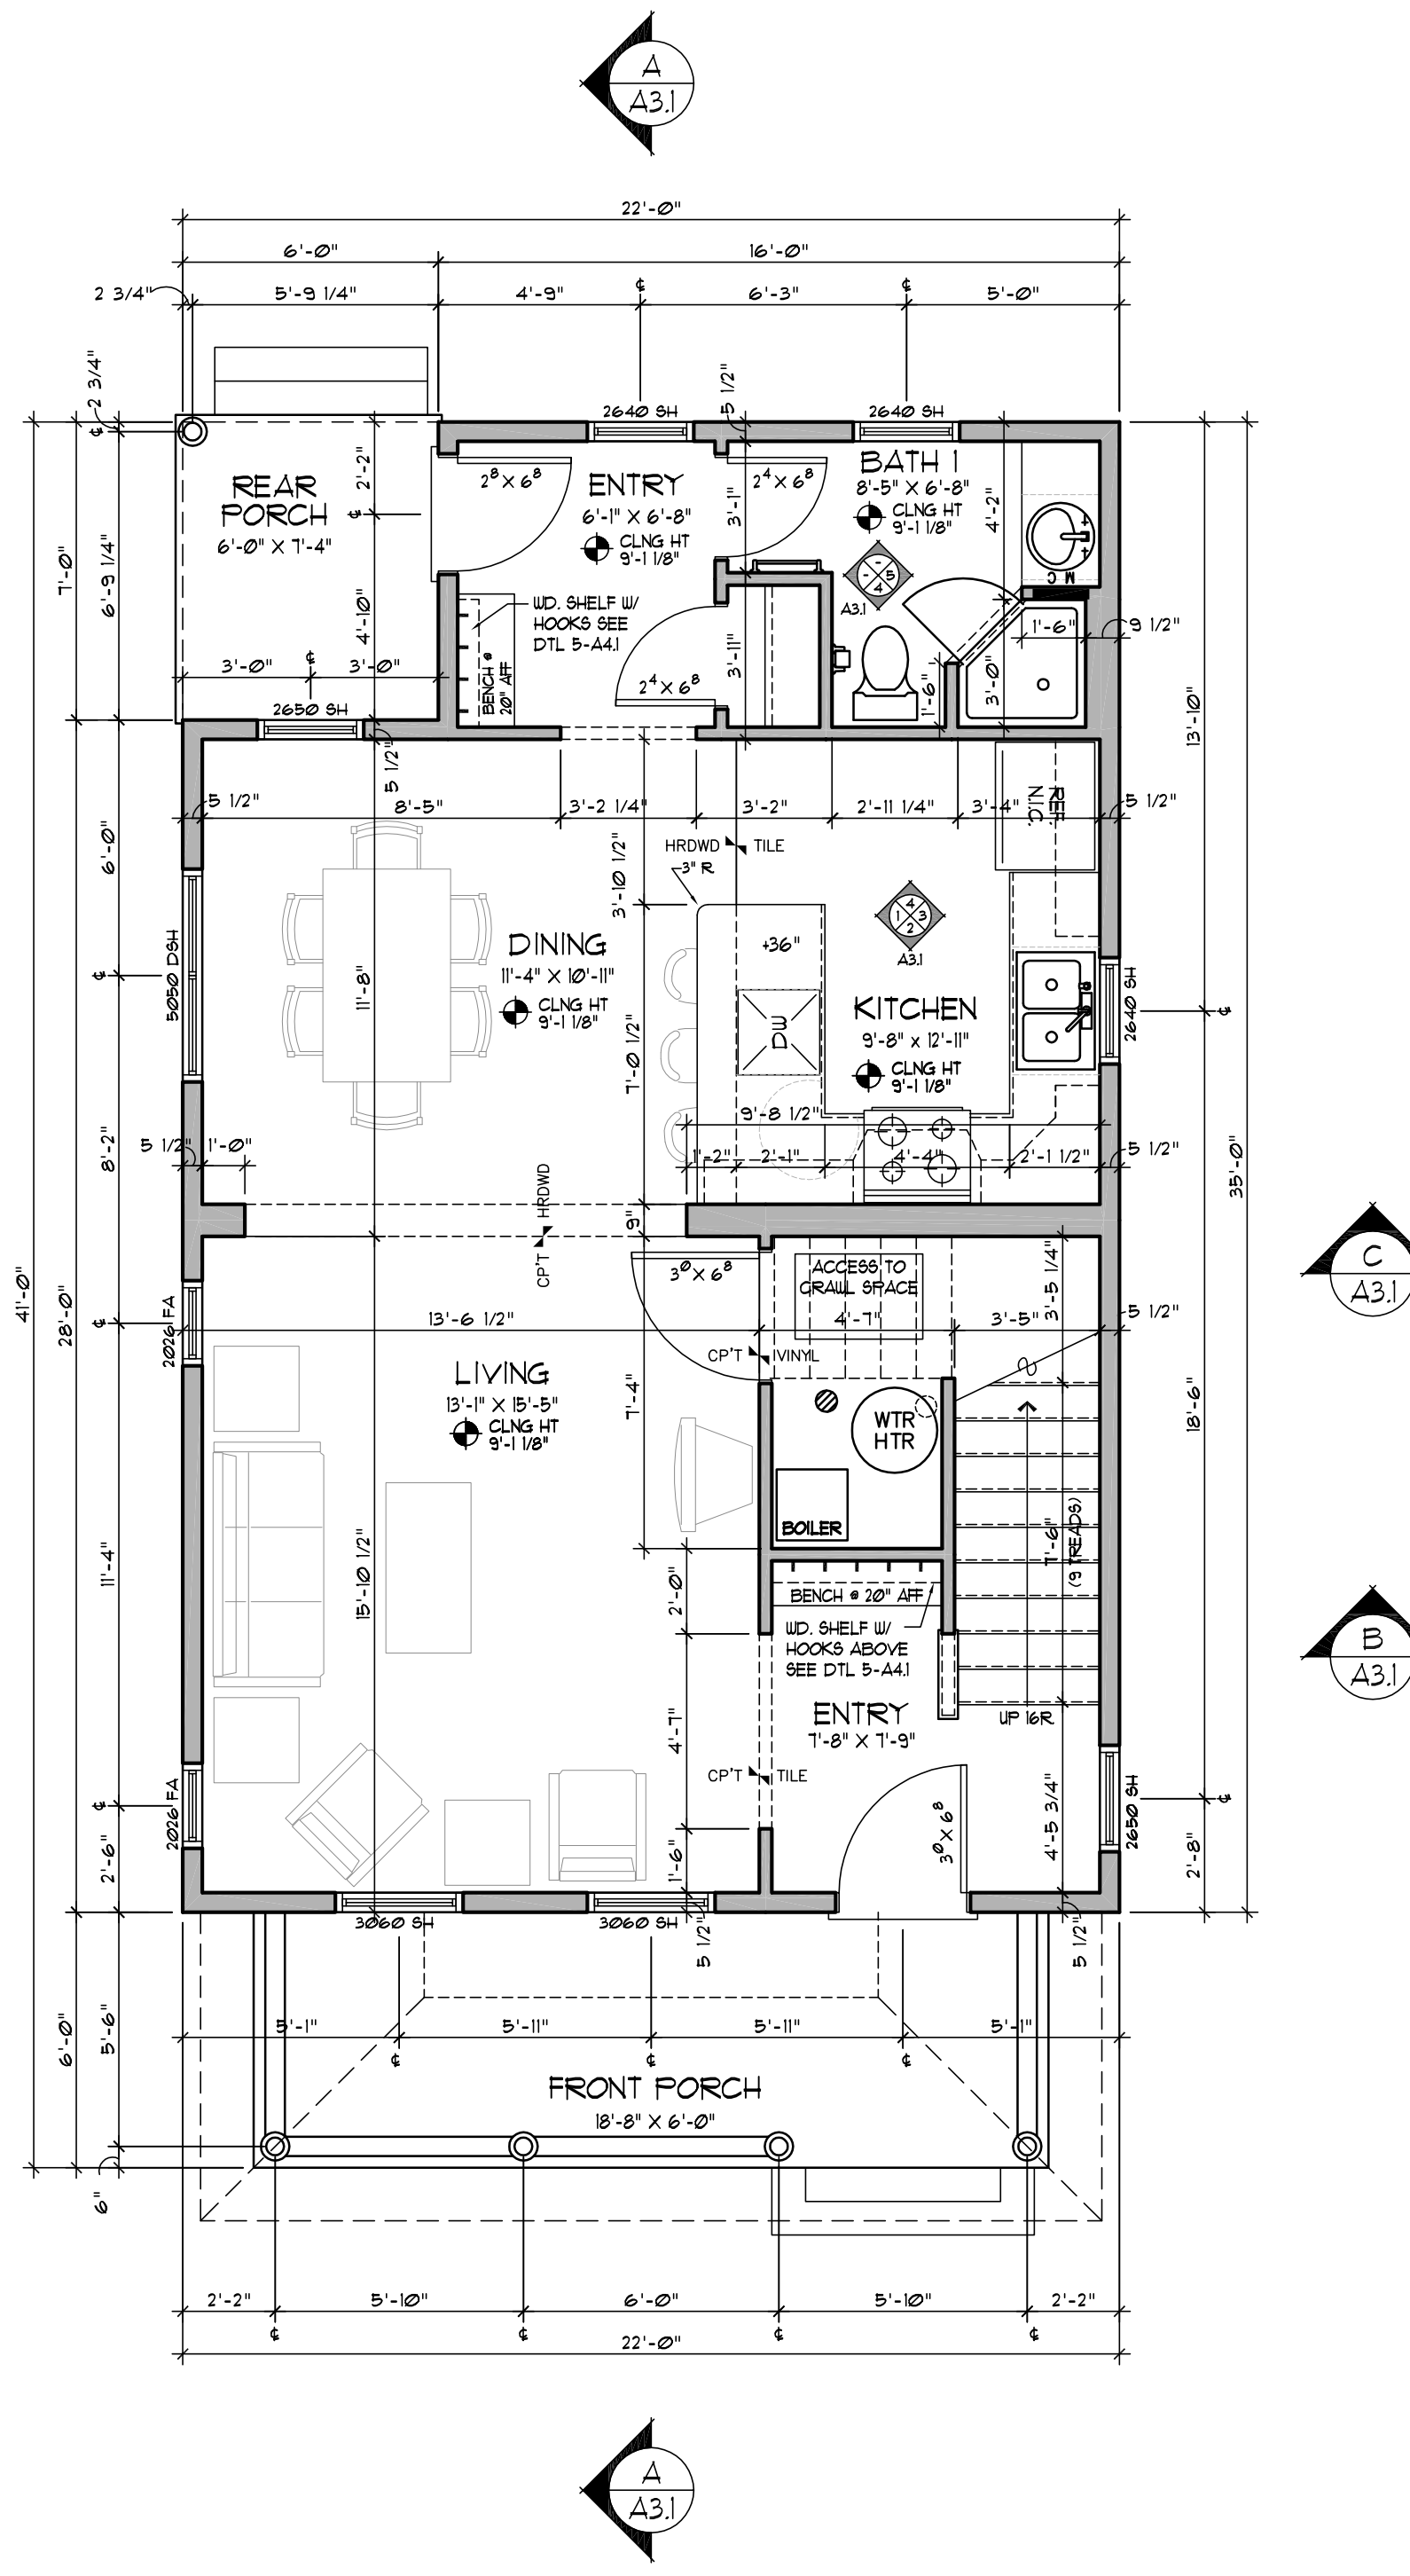 A
A3.1
22'-0"
6'-0"
16'-0"
2 3/4"
5'-9 1/4"
4'-9"
℄
6'-3"
℄
5'-0"
2 3/4"
℄
5 1/2"
2640 SH
2640 SH
REAR
PORCH
6'-0" X 7'-4"
2'-2"
℄
4'-10"
3'-0"
℄
3'-0"
2650 SH
2⁸ X 6⁸
ENTRY
6'-1" X 6'-8"
CLNG HT
9'-1 1/8"
WD. SHELF W/
HOOKS SEE
DTL 5-A4.1
BENCH @
20" AFF
2⁴ X 6⁸
2⁴ X 6⁸
3'-1"
3'-11"
BATH 1
8'-5" X 6'-8"
CLNG HT
9'-1 1/8"
4'-2"
- - 5 4
A3.1
M C
1'-6"
9 1/2"
1'-6"
3'-0"
7'-0"
6'-9 1/4"
13'-10"
5 1/2"
5 1/2"
8'-5"
3'-2 1/4"
3'-2"
2'-11 1/4"
3'-4"
REF.
N.I.C.
5 1/2"
6'-0"
HRDWD
TILE
3" R
3'-10 1/2"
5050 DSH
℄
DINING
11'-4" X 10'-11"
CLNG HT
9'-1 1/8"
11'-8"
+36"
DW
7'-0 1/2"
4
1 3
2
A3.1
KITCHEN
9'-8" x 12'-11"
CLNG HT
9'-1 1/8"
2640 SH
℄
9'-8 1/2"
1'-2"
2'-1"
4'-4"
2'-1 1/2"
5 1/2"
5 1/2"
1'-0"
8'-2"
35'-0"
HRDWD
CP'T
9"
3⁰ X 6⁸
ACCESS TO
CRAWL SPACE
3'-5 1/4"
C
A3.1
41'-0"
28'-0"
2026 FA
℄
13'-6 1/2"
4'-7"
3'-5"
5 1/2"
CP'T
VINYL
LIVING
13'-1" X 15'-5"
CLNG HT
9'-1 1/8"
7'-4"
WTR
HTR
BOILER
18'-6"
11'-4"
15'-10 1/2"
7'-6"
(9 TREADS)
2'-0"
BENCH @ 20" AFF
WD. SHELF W/
HOOKS ABOVE
SEE DTL 5-A4.1
B
A3.1
ENTRY
7'-8" X 7'-9"
UP 16R
4'-7"
CP'T
TILE
2026 FA
℄
2'-6"
1'-6"
3⁰ X 6⁸
4'-5 3/4"
2650 SH
℄
2'-8"
3060 SH
3060 SH
5 1/2"
5 1/2"
6'-0"
5'-6"
6"
5'-1"
℄
5'-11"
℄
5'-11"
℄
5'-1"
FRONT PORCH
18'-8" X 6'-0"
2'-2"
℄
5'-10"
℄
6'-0"
℄
5'-10"
℄
2'-2"
22'-0"
A
A3.1